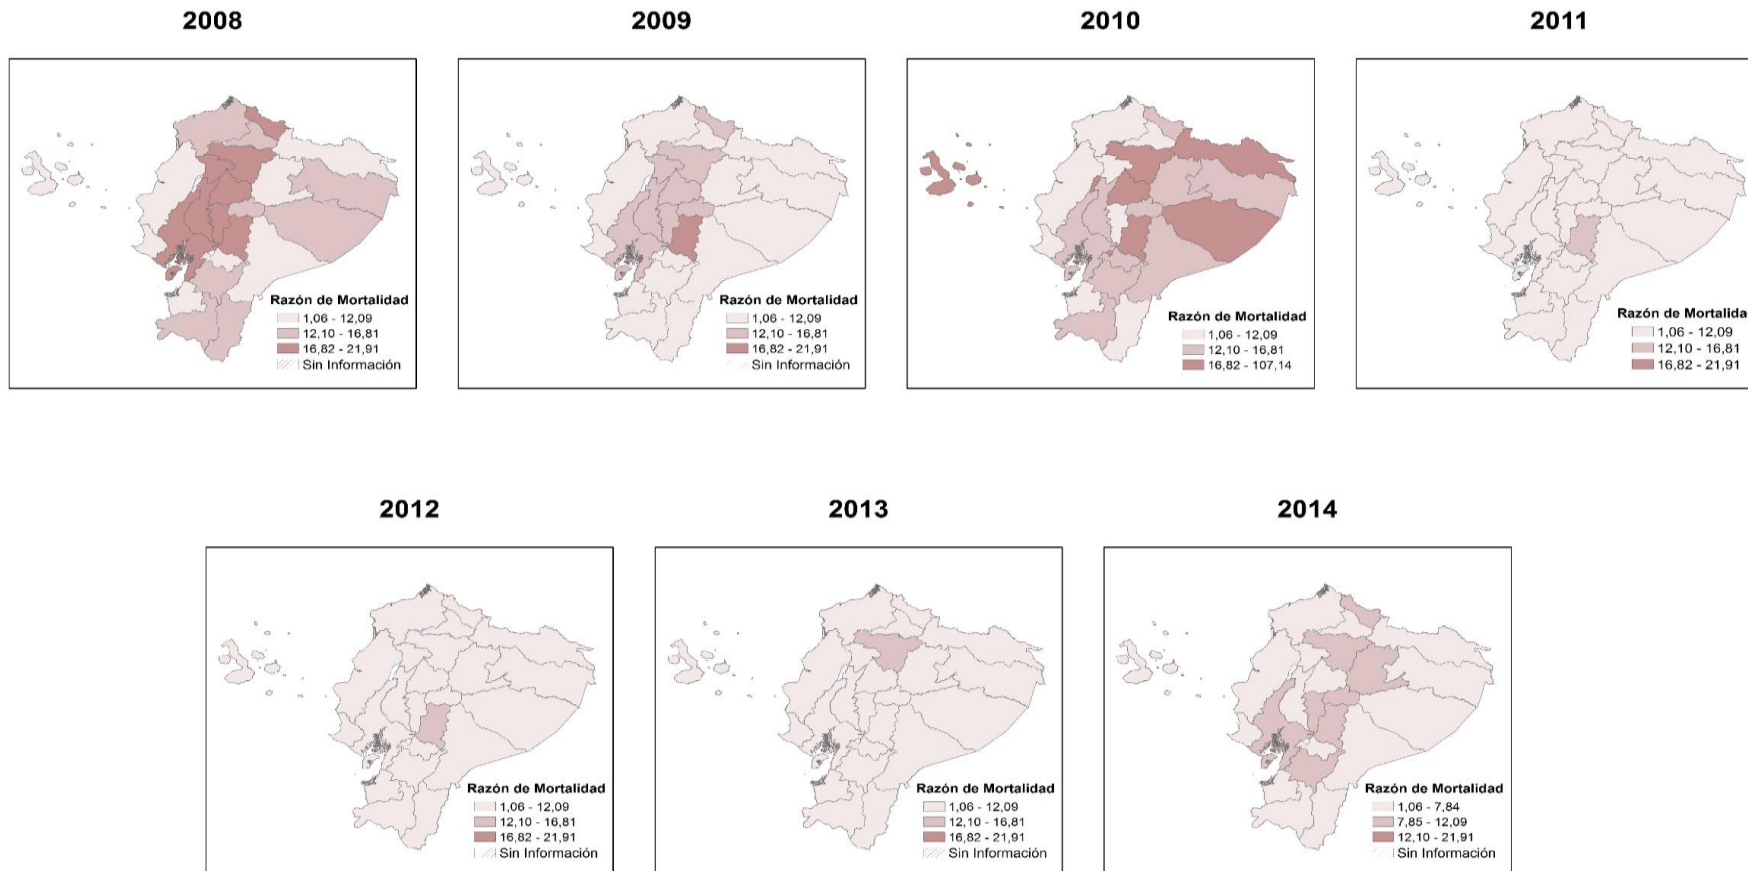 2008
2009
2010
2011
Razón de Mortalidad
1,06 - 12,09
12,10 - 16,81
16,82 - 21,91
Sin Información
Razón de Mortalidad
1,06 - 12,09
12,10 - 16,81
16,82 - 21,91
Sin Información
Razón de Mortalidad
1,06 - 12,09
12,10 - 16,81
16,82 - 107,14
Razón de Mortalida
1,06 - 12,09
12,10 - 16,81
16,82 - 21,91
2012
2013
2014
Razón de Mortalidad
1,06 - 12,09
12,10 - 16,81
16,82 - 21,91
Sin Información
Razón de Mortalidad
1,06 - 12,09
12,10 - 16,81
16,82 - 21,91
Sin Información
Razón de Mortalidad
1,06 - 7,84
7,85 - 12,09
12,10 - 21,91
Sin Información